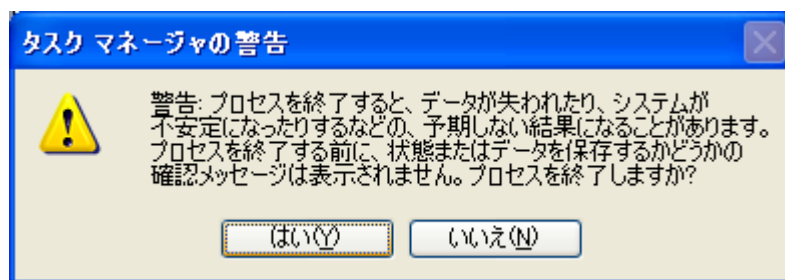 タスク マネージャの警告
警告: プロセスを終了すると、データが失われたり、システムが
不安定になったりするなどの、予期しない結果になることがあります。
プロセスを終了する前に、状態またはデータを保存するかどうかの
確認メッセージは表示されません。プロセスを終了しますか?
はい(Y) いいえ(N)